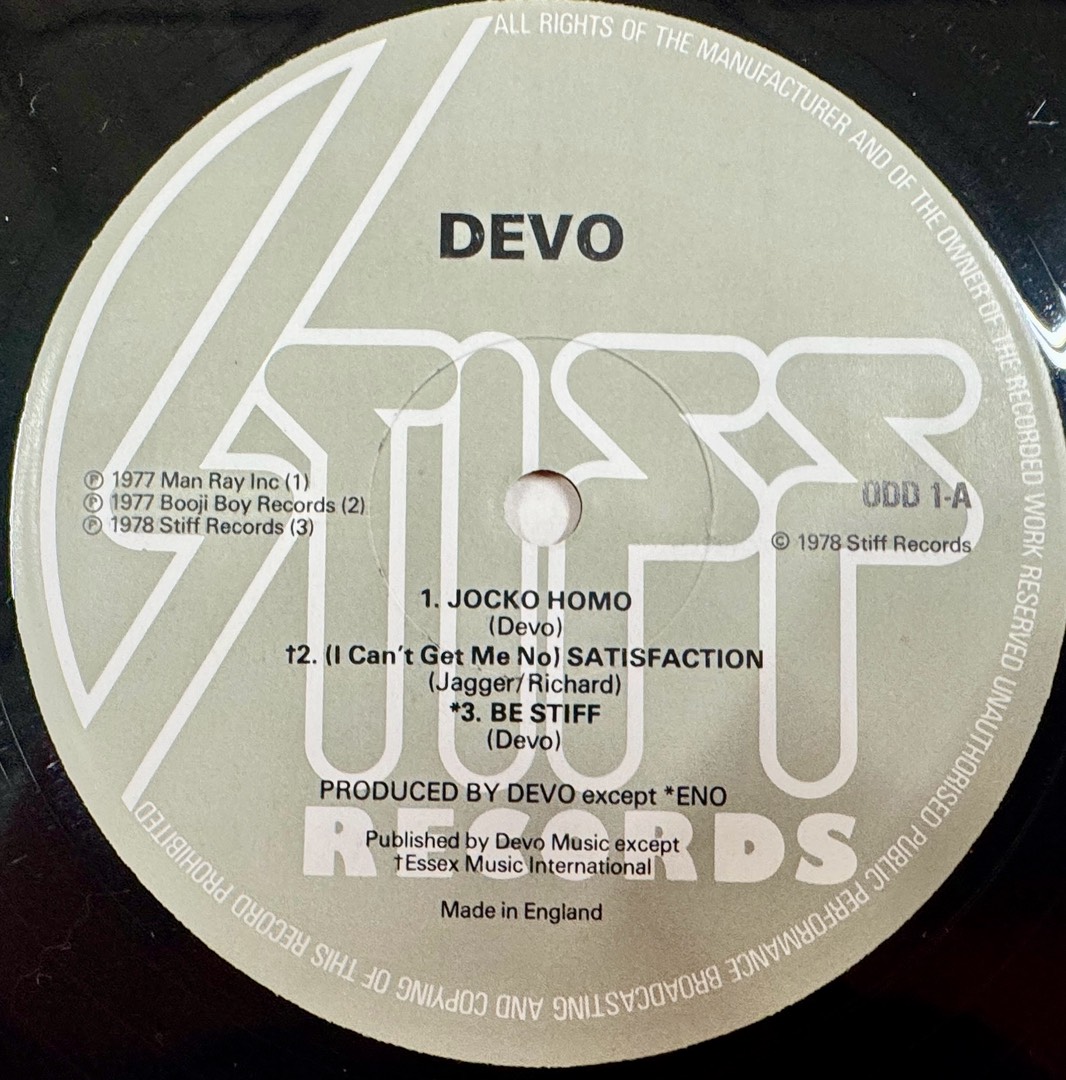 ALL RIGHTS OF THE MANUFACTURER AND OF THE OWNER OF THE RECORDED WORK RESERVED UNAUTHORISED PUBLIC PERFORMANCE BROADCASTING AND COPYING OF THIS RECORD PROHIBITED
DEVO
STIFF
℗ 1977 Man Ray Inc (1)
℗ 1977 Booji Boy Records (2)
℗ 1978 Stiff Records (3)
ODD 1-A
© 1978 Stiff Records
1. JOCKO HOMO
(Devo)
†2. (I Can't Get Me No) SATISFACTION
(Jagger/Richard)
*3. BE STIFF
(Devo)
PRODUCED BY DEVO except *ENO
RECORDS
Published by Devo Music except
†Essex Music International
Made in England